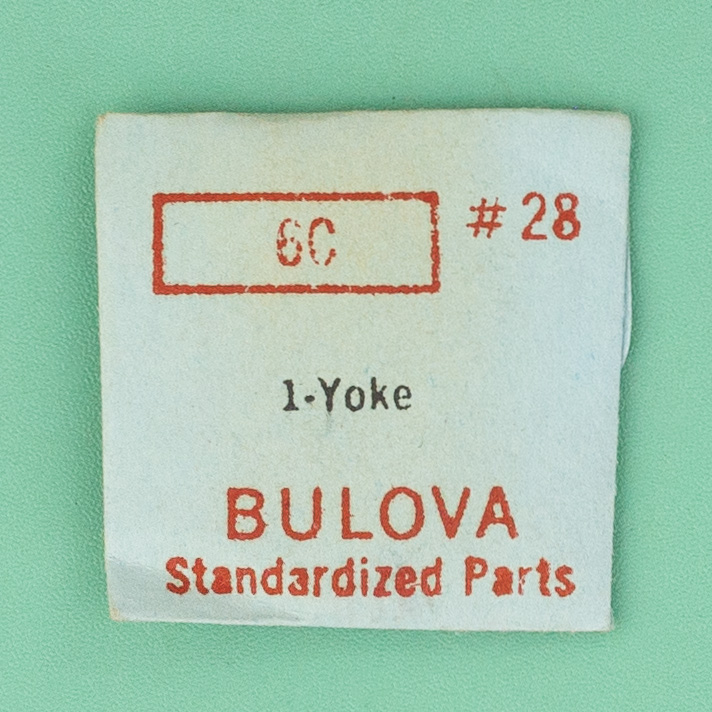 6C
#28
1-Yoke
BULOVA
Standardized Parts